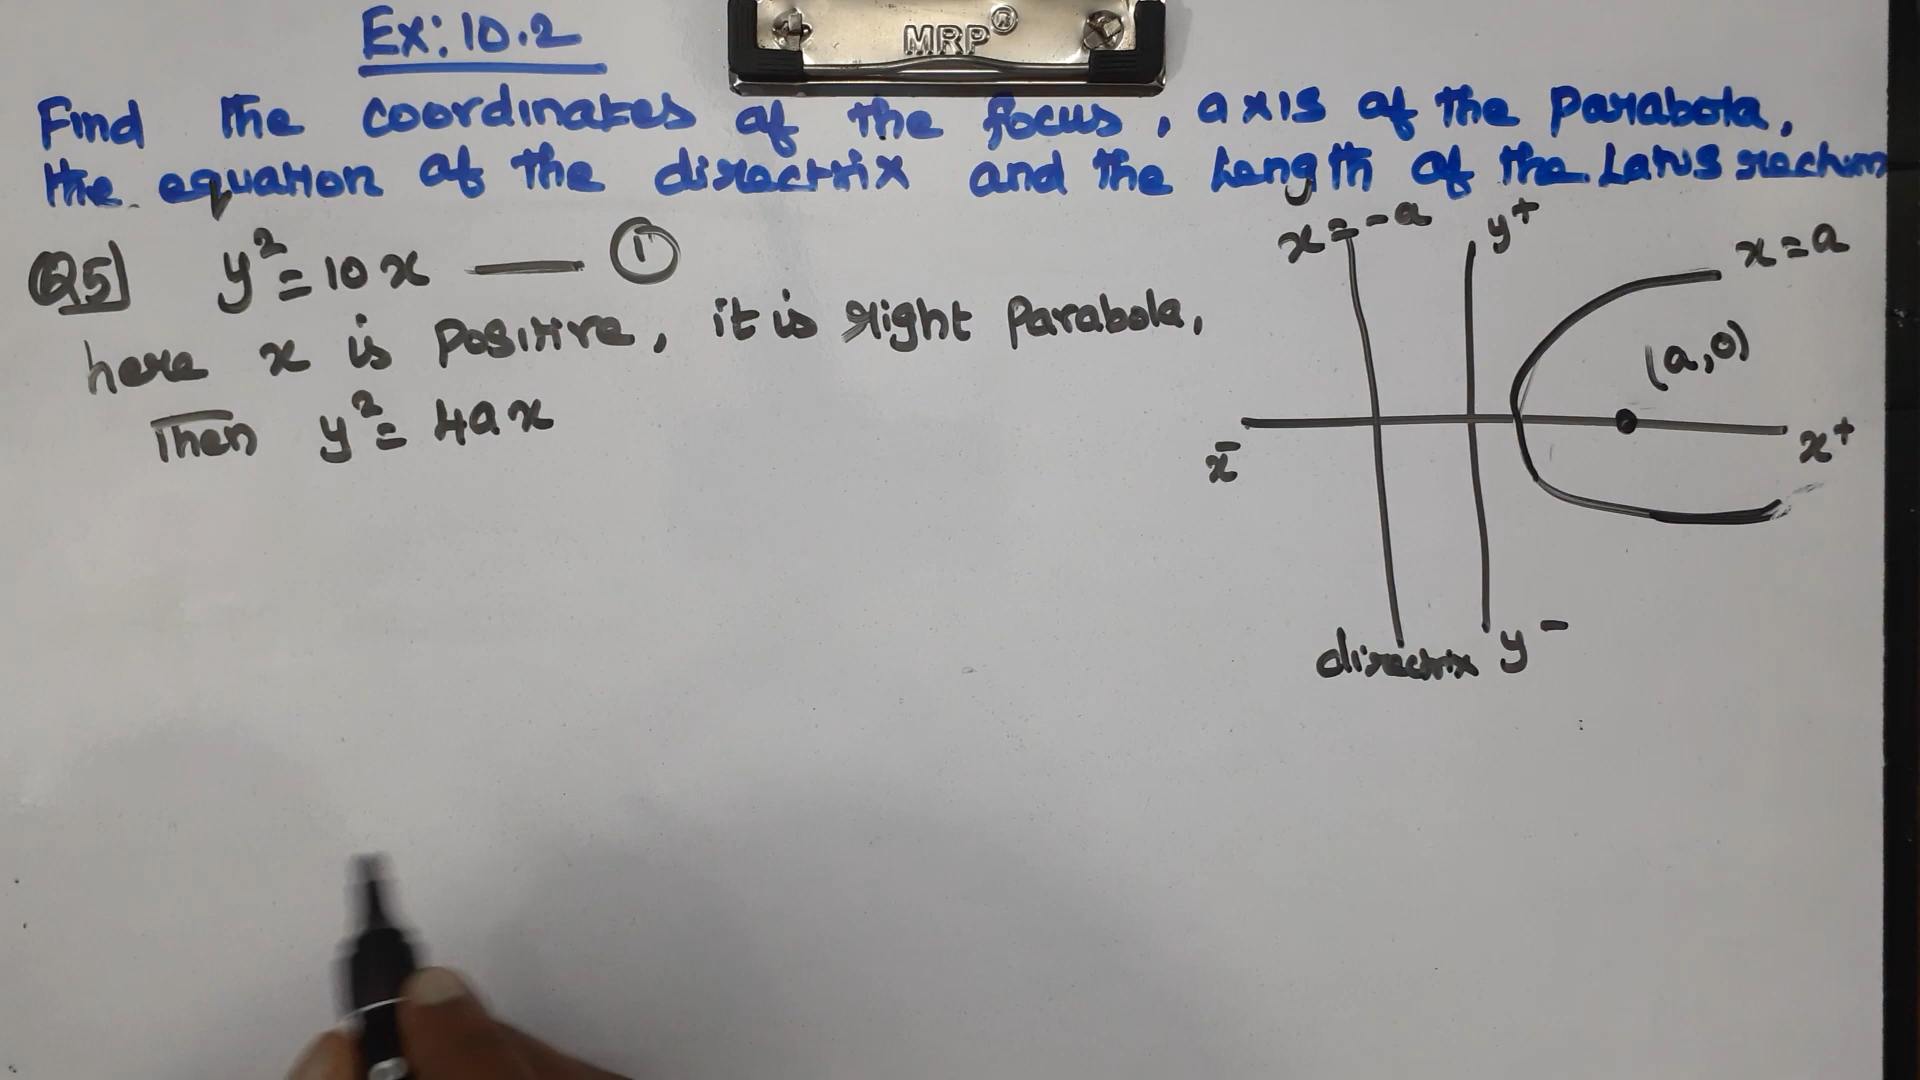 Ex: 10.2
MRP®
Find the coordinates of the focus, axis of the Parabola,
the equation of the directrix and the Length of the Latus rectum
Q5] y² = 10x —— ①
here x is Positive, it is right Parabola,
Then y² = 4ax
x = -a
y+
x = a
(a,0)
x-
x+
directrix
y-